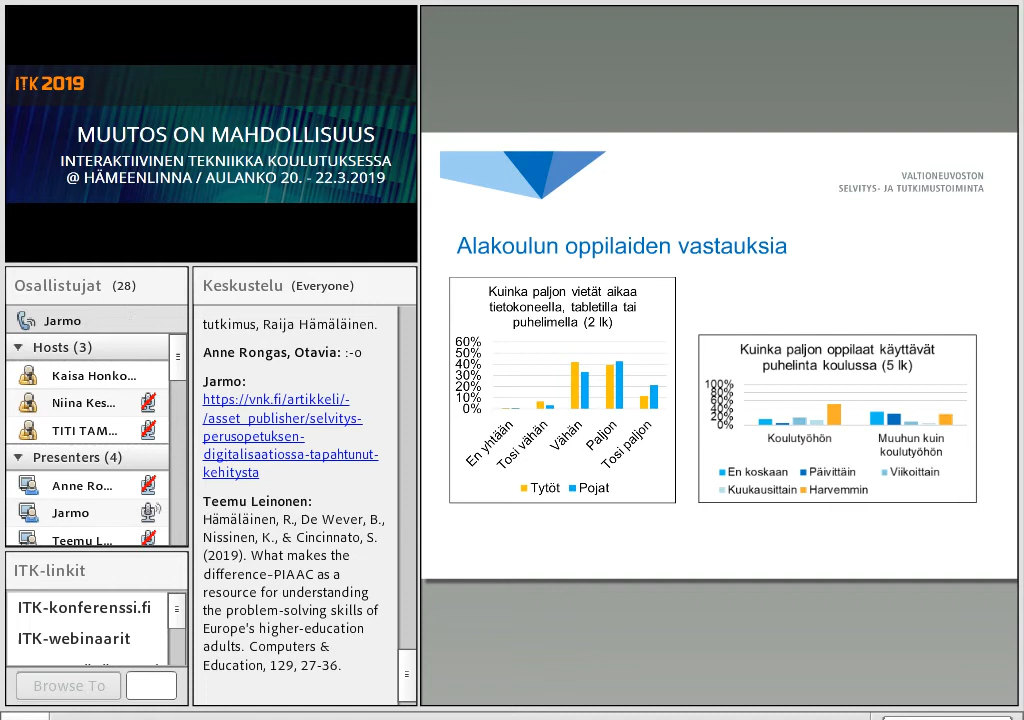 ITK 2019
MUUTOS ON MAHDOLLISUUS
INTERAKTIIVINEN TEKNIIKKA KOULUTUKSESSA
@ HÄMEENLINNA / AULANKO 20. - 22.3.2019
Osallistujat (28)
Jarmo
Hosts (3)
Kaisa Honko...
Niina Kes...
TITI TAM...
Presenters (4)
Anne Ro...
Jarmo
Teemu L...
ITK-linkit
ITK-konferenssi.fi
ITK-webinaarit
Browse To
Keskustelu (Everyone)
tutkimus, Raija Hämäläinen.
Anne Rongas, Otavia: :-o
Jarmo:
https://vnk.fi/artikkeli/-
/asset_publisher/selvitys-
perusopetuksen-
digitalisaatiossa-tapahtunut-
kehitysta
Teemu Leinonen:
Hämäläinen, R., De Wever, B.,
Nissinen, K., & Cincinnato, S.
(2019). What makes the
difference–PIAAC as a
resource for understanding
the problem-solving skills of
Europe's higher-education
adults. Computers &
Education, 129, 27-36.
VALTIONEUVOSTON
SELVITYS- JA TUTKIMUSTOIMINTA
Alakoulun oppilaiden vastauksia
Kuinka paljon vietät aikaa
tietokoneella, tabletilla tai
puhelimella (2 lk)
60%
50%
40%
30%
20%
10%
0%
En yhtään
Tosi vähän
Vähän
Paljon
Tosi paljon
Tytöt Pojat
Kuinka paljon oppilaat käyttävät
puhelinta koulussa (5 lk)
100%
80%
60%
40%
20%
0%
Koulutyöhön
Muuhun kuin
koulutyöhön
En koskaan Päivittäin Viikoittain
Kuukausittain Harvemmin